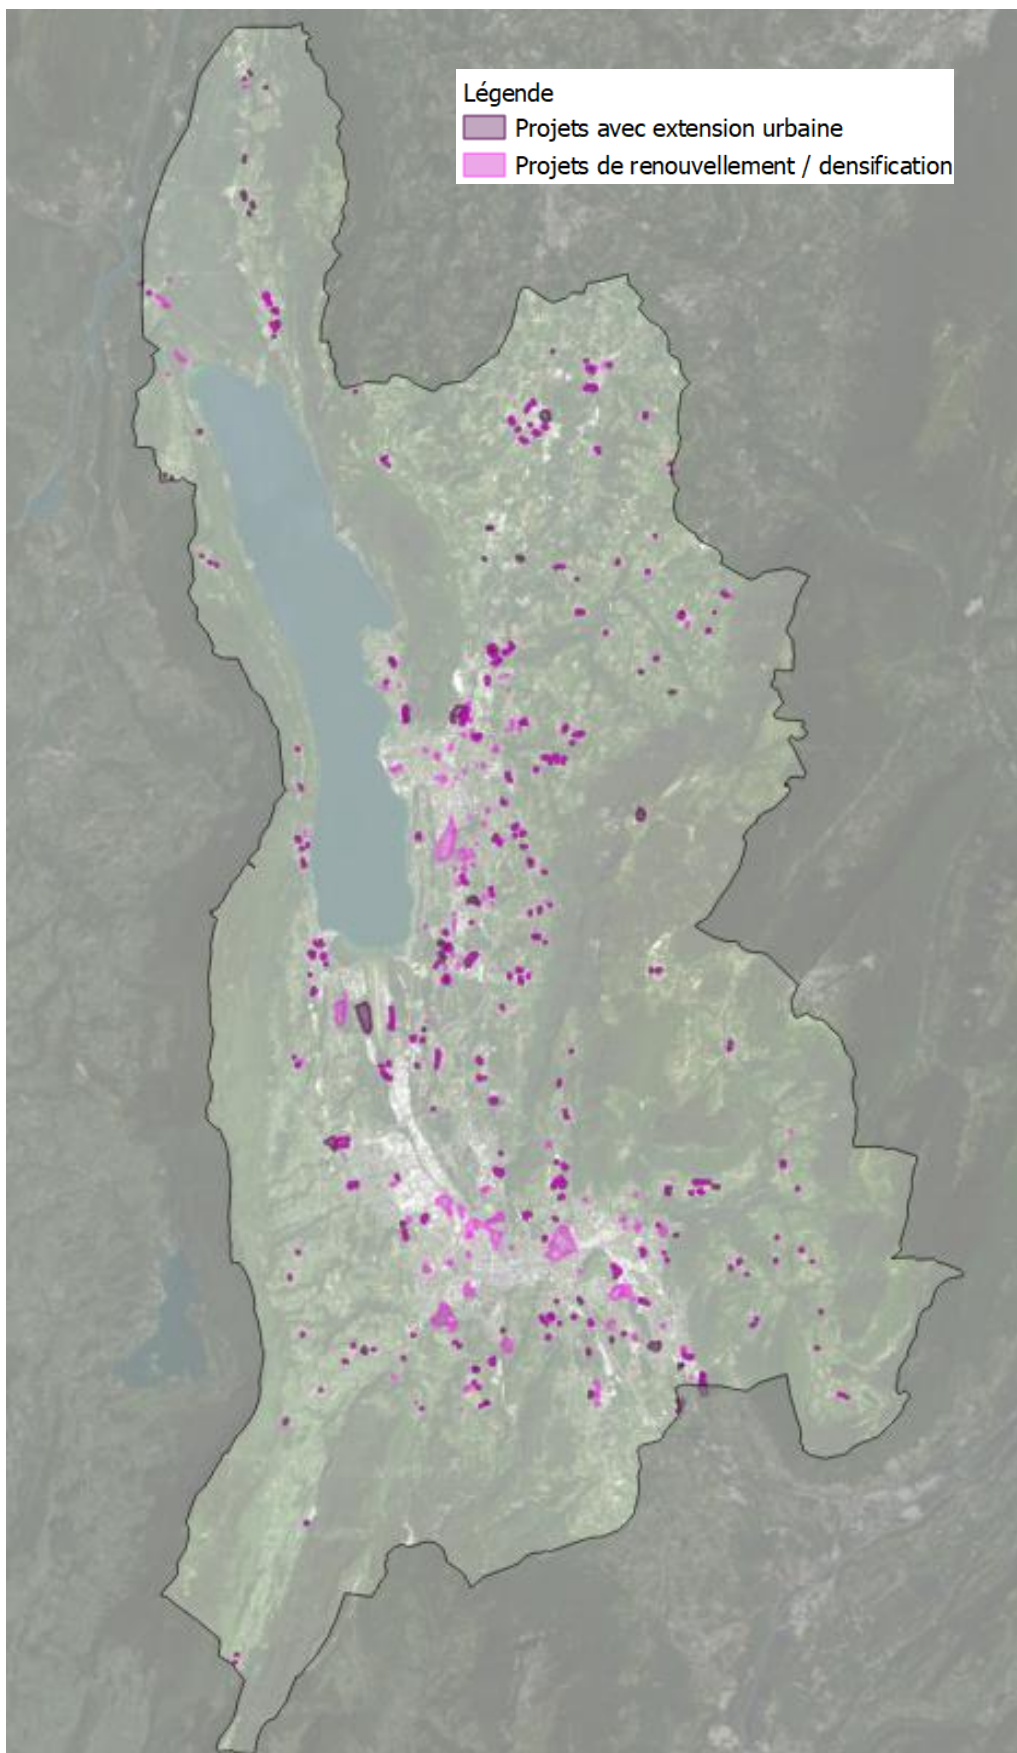 Légende
Projets avec extension urbaine
Projets de renouvellement / densification